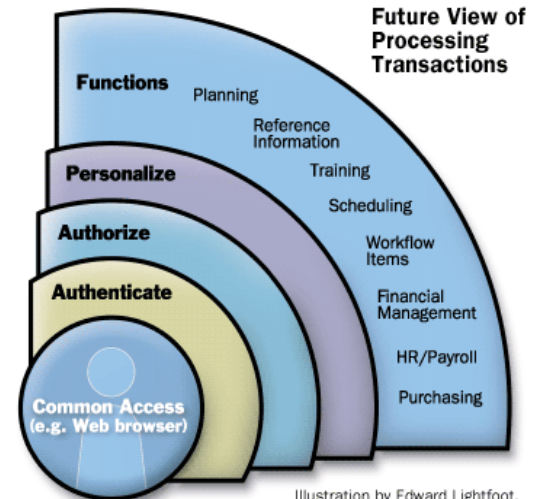 Future View of
Processing
Transactions
Functions
Planning
Reference
Information
Training
Scheduling
Workflow
Items
Financial
Management
HR/Payroll
Purchasing
Personalize
Authorize
Authenticate
Common Access
(e.g. Web browser)
Illustration by Edward Lightfoot.